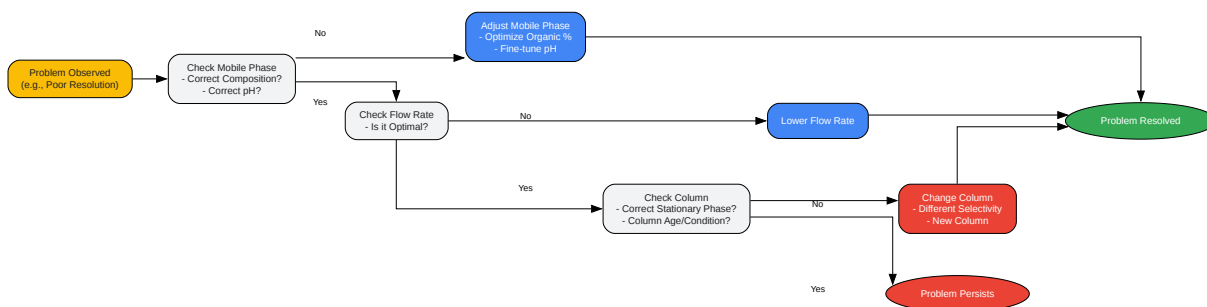 Problem Observed
(e.g., Poor Resolution)
Check Mobile Phase
- Correct Composition?
- Correct pH?
No
Yes
Adjust Mobile Phase
- Optimize Organic %
- Fine-tune pH
Check Flow Rate
- Is it Optimal?
No
Yes
Lower Flow Rate
Problem Resolved
Check Column
- Correct Stationary Phase?
- Column Age/Condition?
No
Yes
Change Column
- Different Selectivity
- New Column
Problem Persists